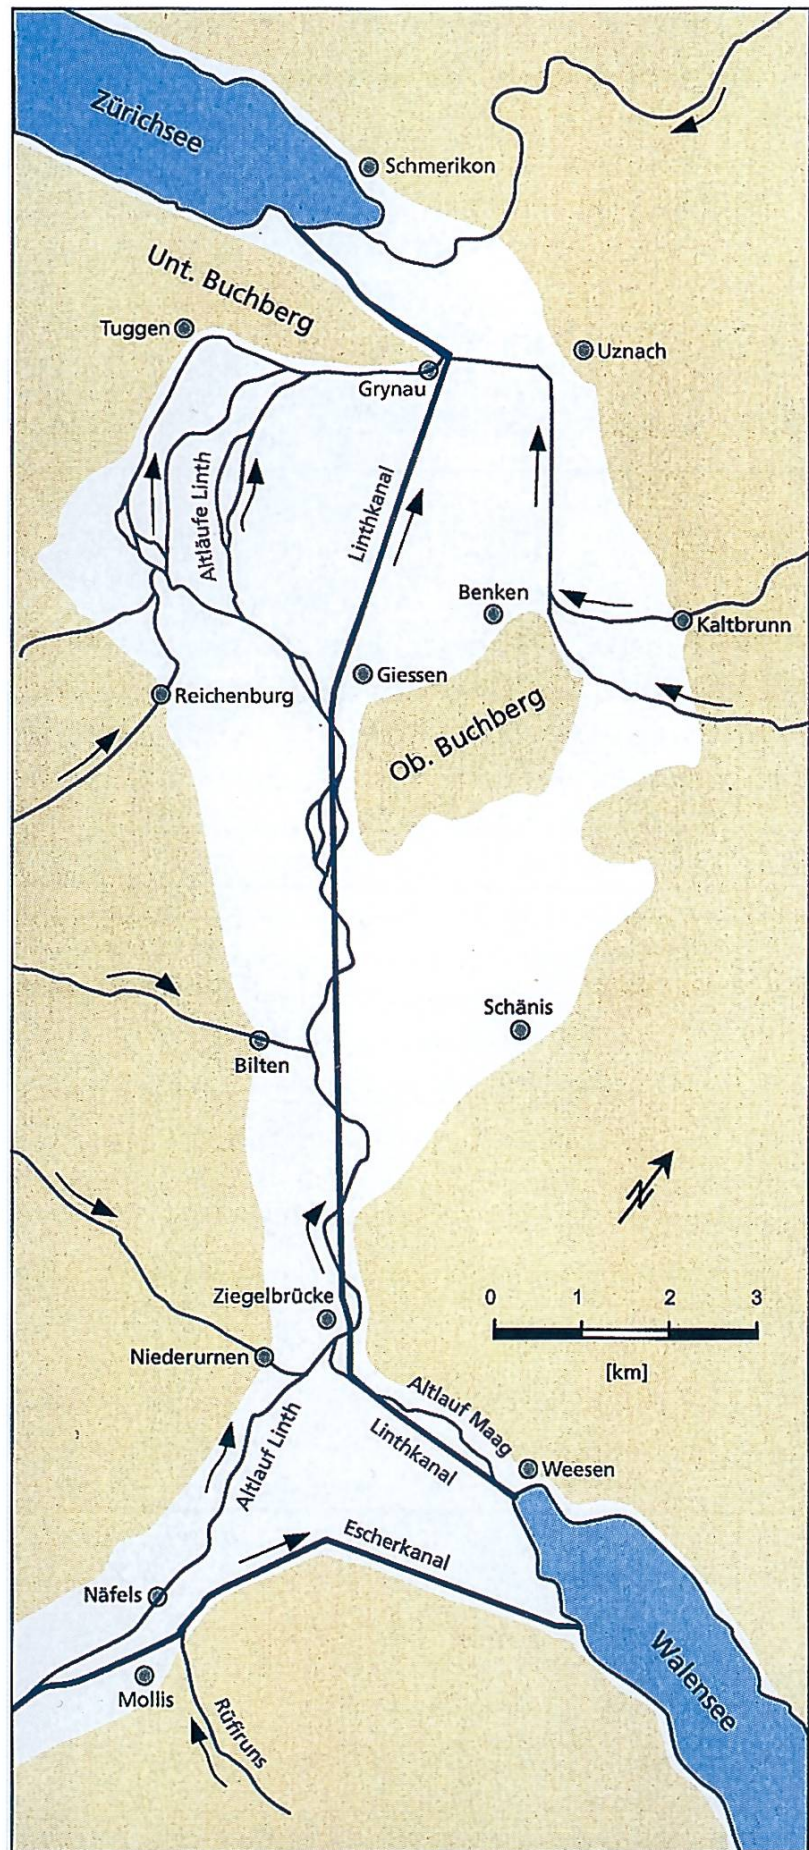 Zürichsee
Schmerikon
Unt. Buchberg
Tuggen
Uznach
Grynau
Altläufe Linth
Linthkanal
Benken
Kaltbrunn
Giessen
Reichenburg
Ob. Buchberg
Schänis
Bilten
N
Ziegelbrücke
0 1 2 3
[km]
Niederurnen
Altlauf Maag
Altlauf Linth
Linthkanal
Weesen
Escherkanal
Näfels
Walensee
Mollis
Rüfiruns